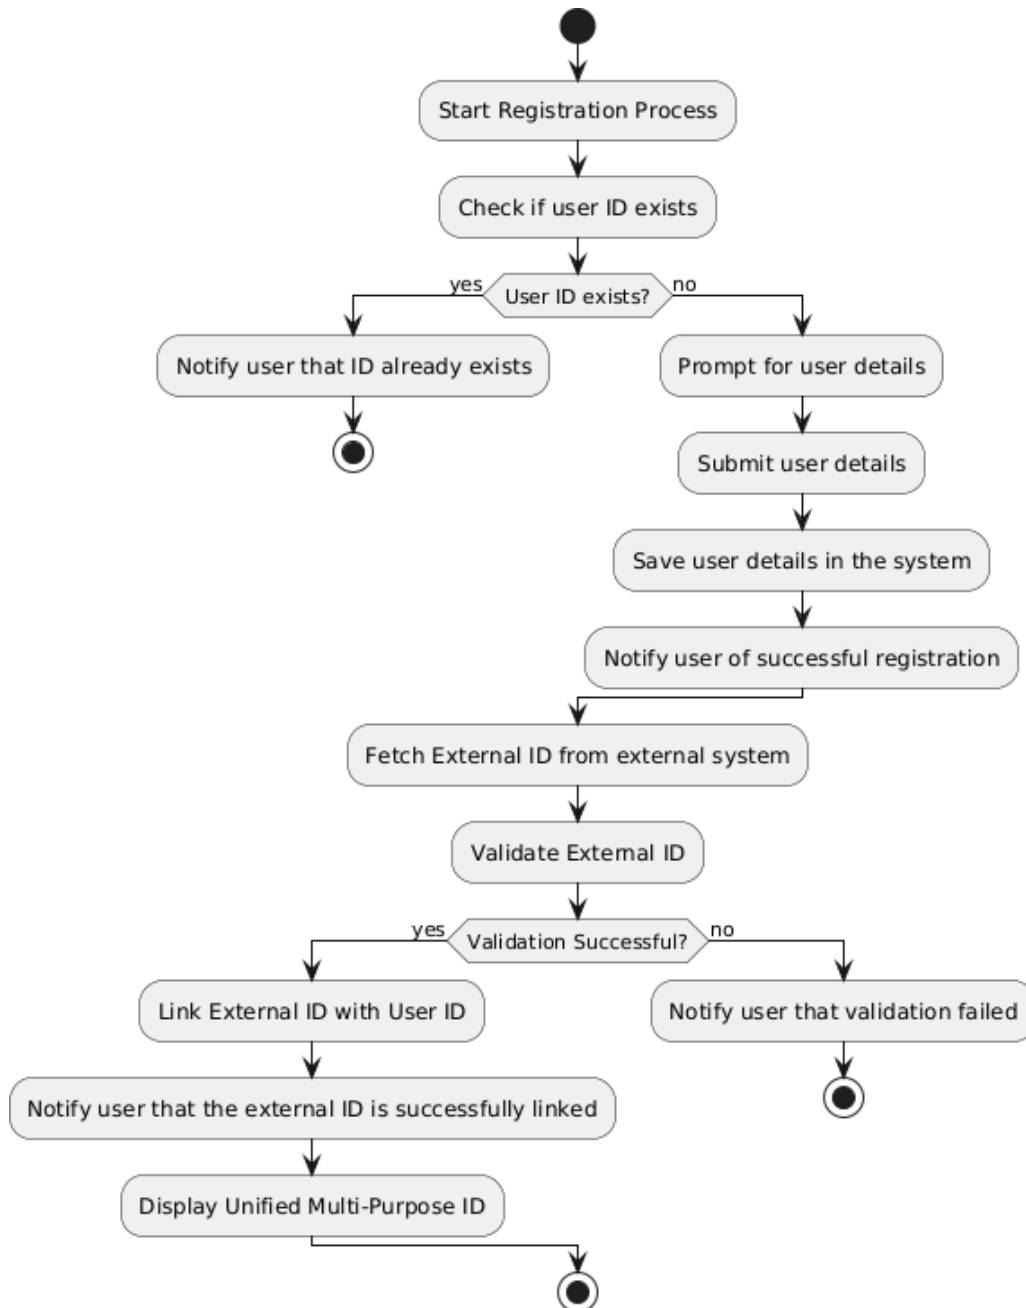 Start Registration Process
Check if user ID exists
yes
User ID exists?
no
Notify user that ID already exists
Prompt for user details
Submit user details
Save user details in the system
Notify user of successful registration
Fetch External ID from external system
Validate External ID
yes
Validation Successful?
no
Link External ID with User ID
Notify user that validation failed
Notify user that the external ID is successfully linked
Display Unified Multi-Purpose ID